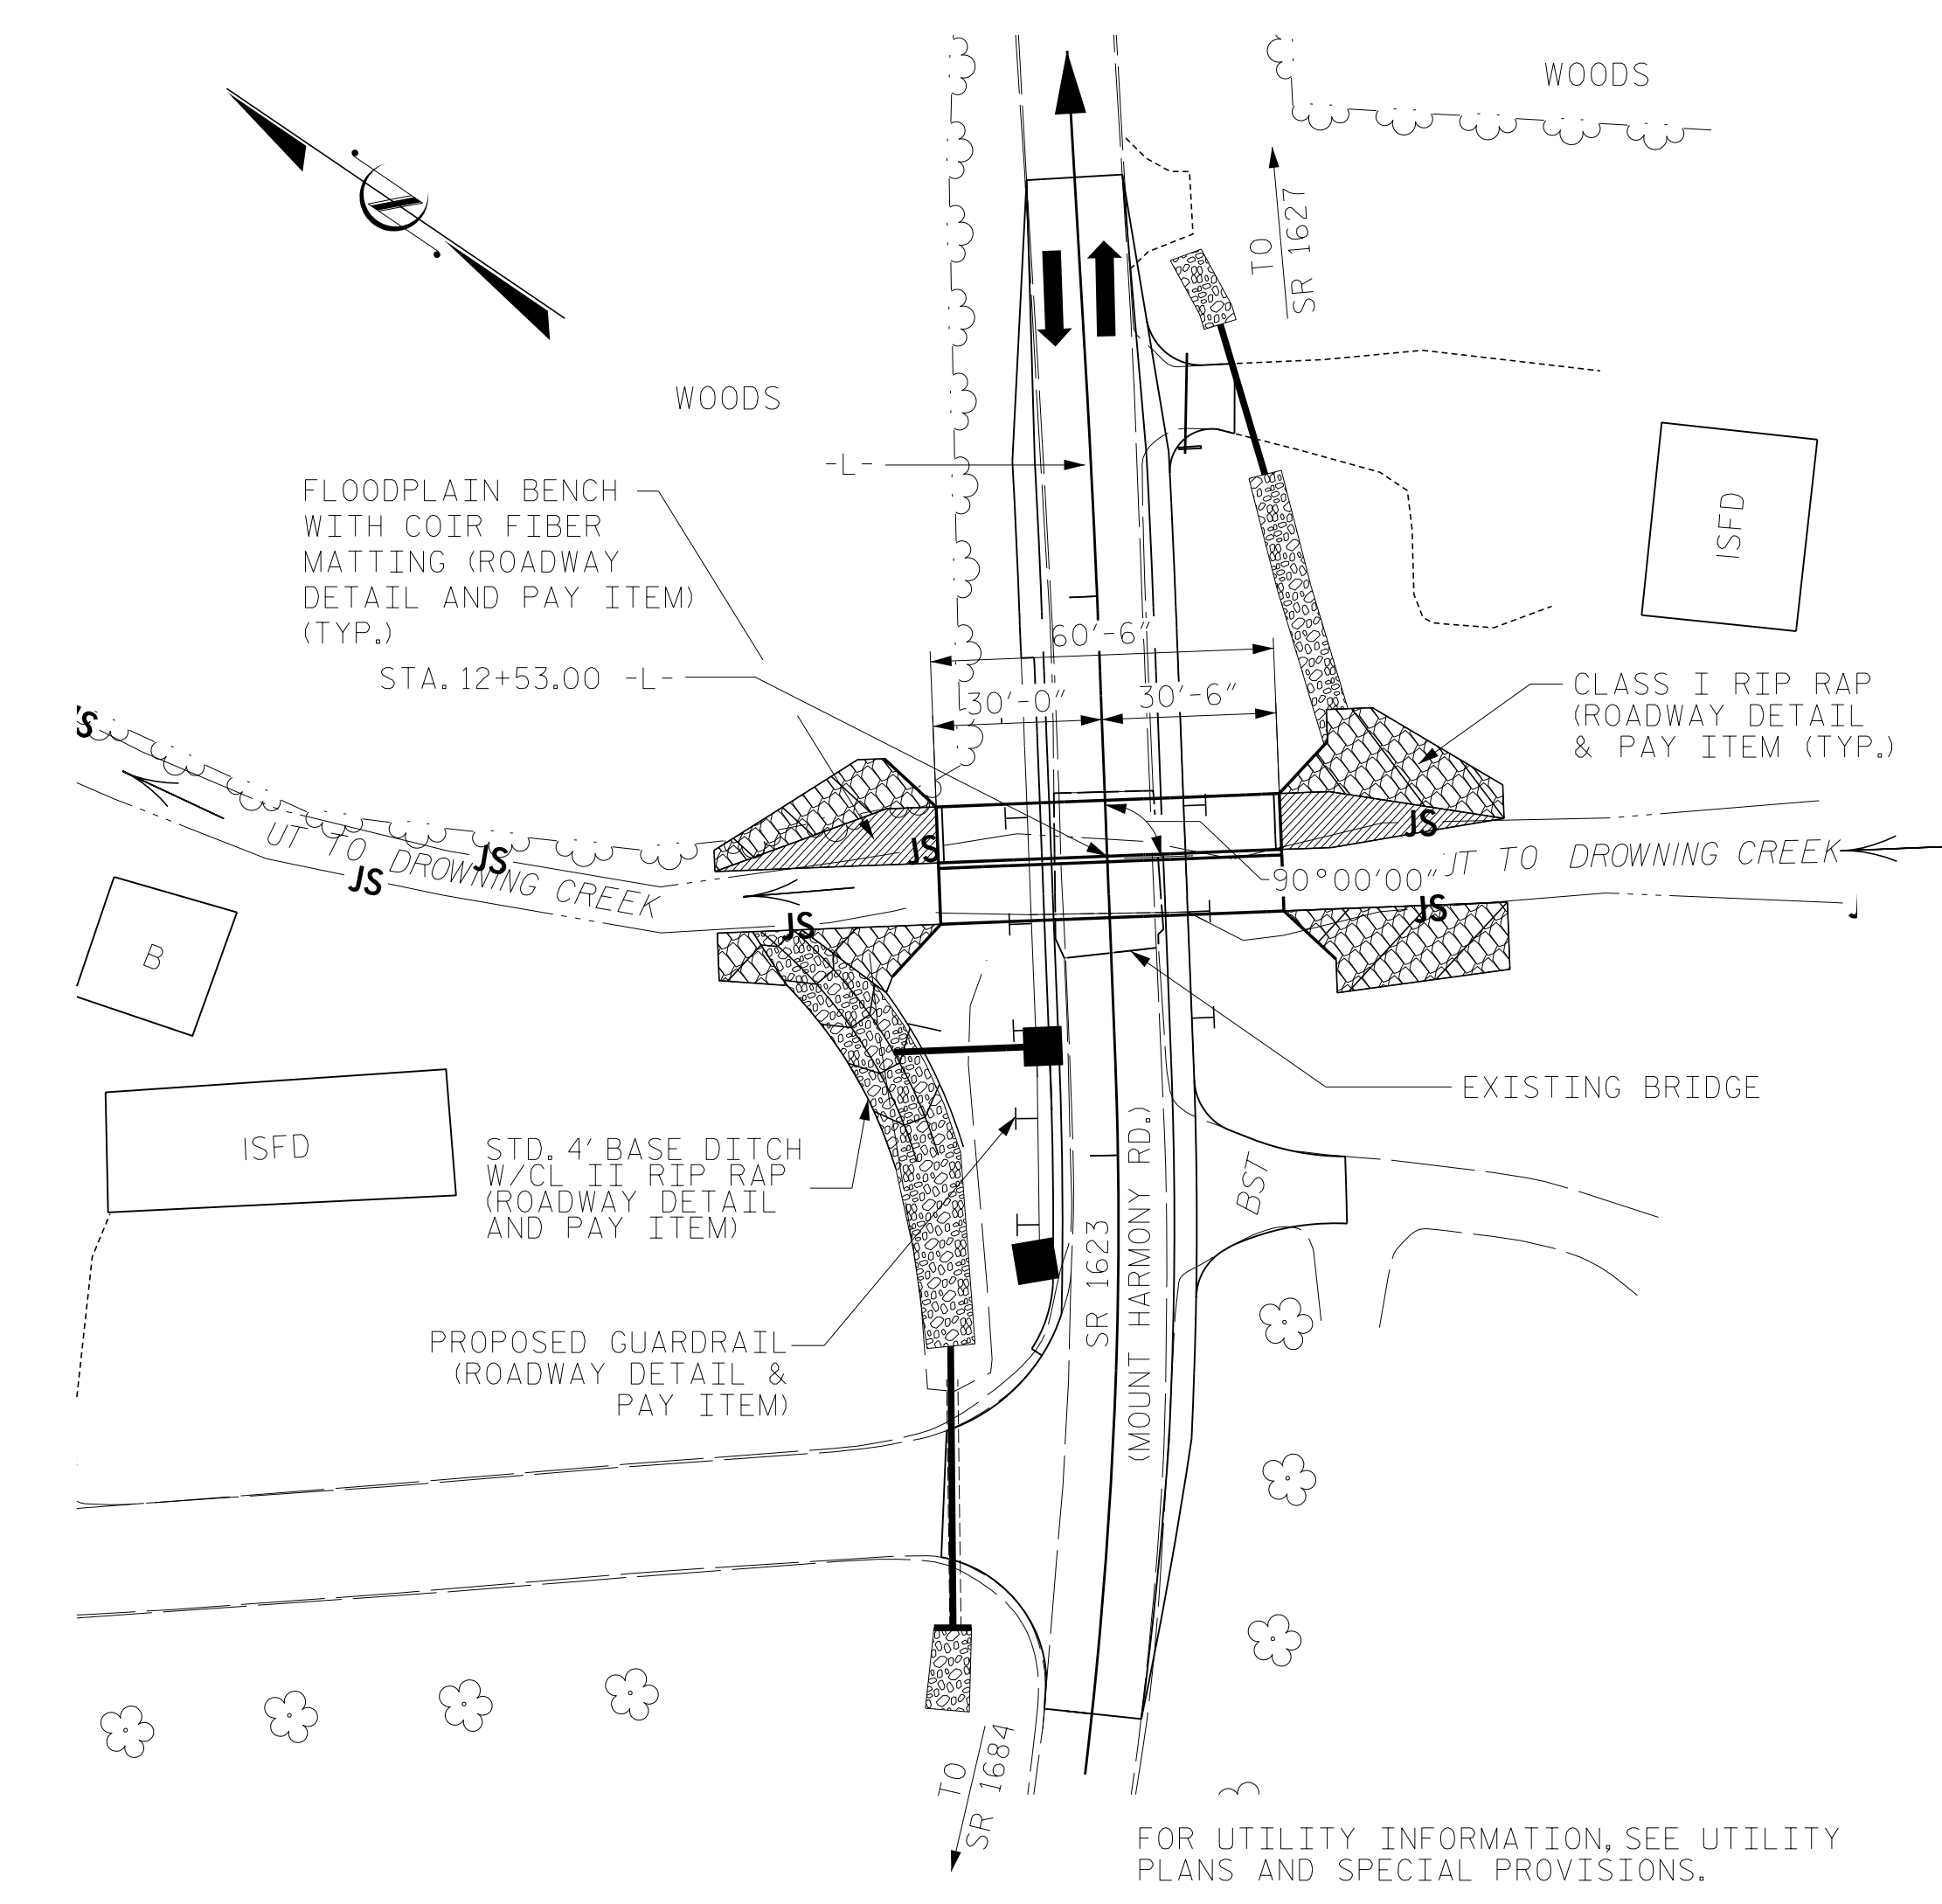 WOODS
TO
SR 1627
WOODS
-L-
FLOODPLAIN BENCH
WITH COIR FIBER
MATTING (ROADWAY
DETAIL AND PAY ITEM)
(TYP.)
ISFD
60'-6"
STA. 12+53.00 -L-
30'-0"
30'-6"
CLASS I RIP RAP
(ROADWAY DETAIL
& PAY ITEM (TYP.)
JS
JS
UT TO DROWNING CREEK
JS
JS
JS
90°00'00"
UT TO DROWNING CREEK
JS
JS
B
EXISTING BRIDGE
ISFD
STD. 4' BASE DITCH
W/CL II RIP RAP
(ROADWAY DETAIL
AND PAY ITEM)
BST
SR 1623
(MOUNT HARMONY RD.)
PROPOSED GUARDRAIL
(ROADWAY DETAIL &
PAY ITEM)
TO
SR 1684
FOR UTILITY INFORMATION, SEE UTILITY
PLANS AND SPECIAL PROVISIONS.